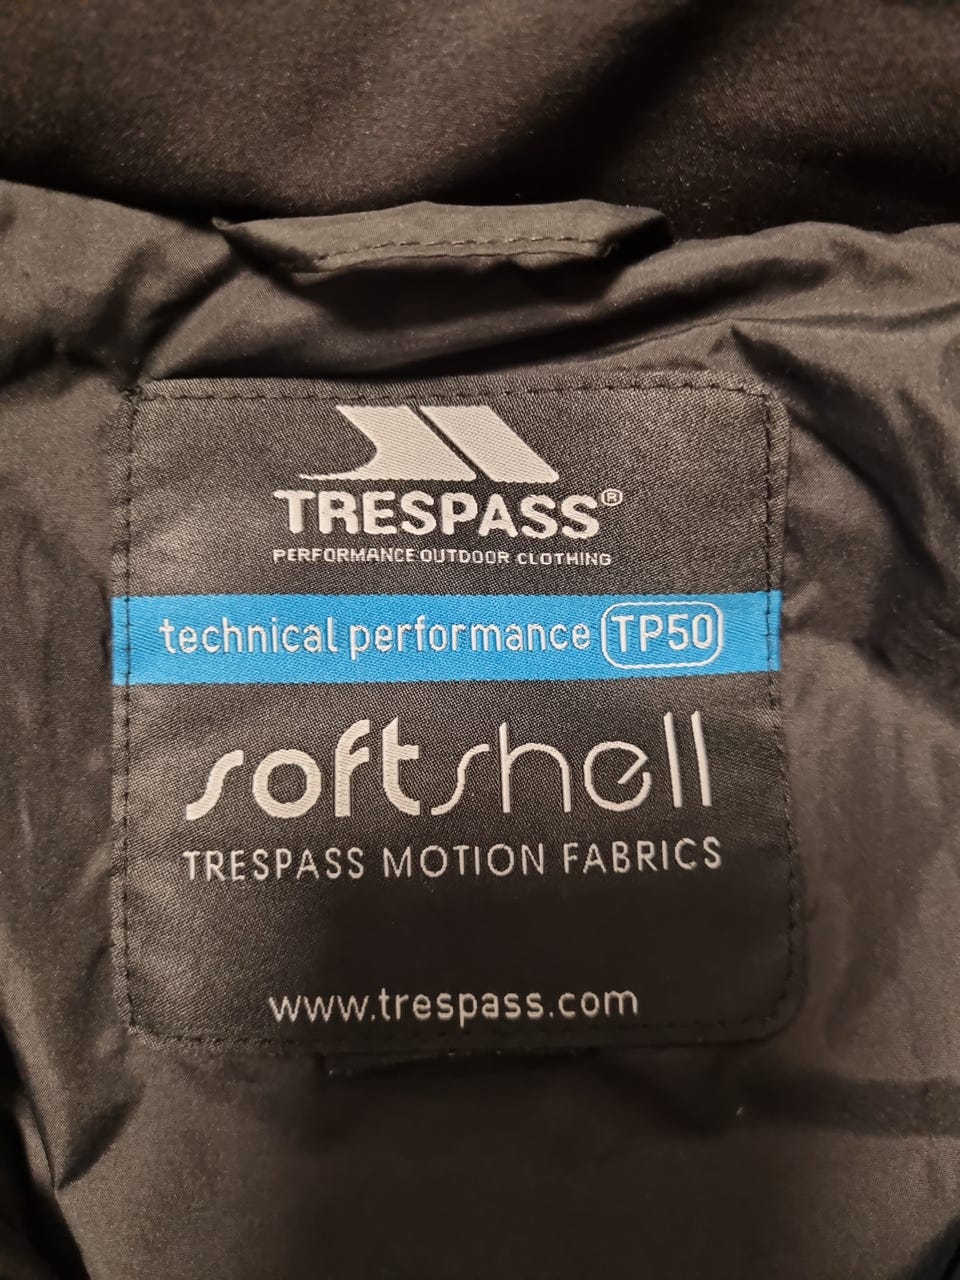 TRESPASS®
PERFORMANCE OUTDOOR CLOTHING
technical performance TP50
softshell
TRESPASS MOTION FABRICS
www.trespass.com